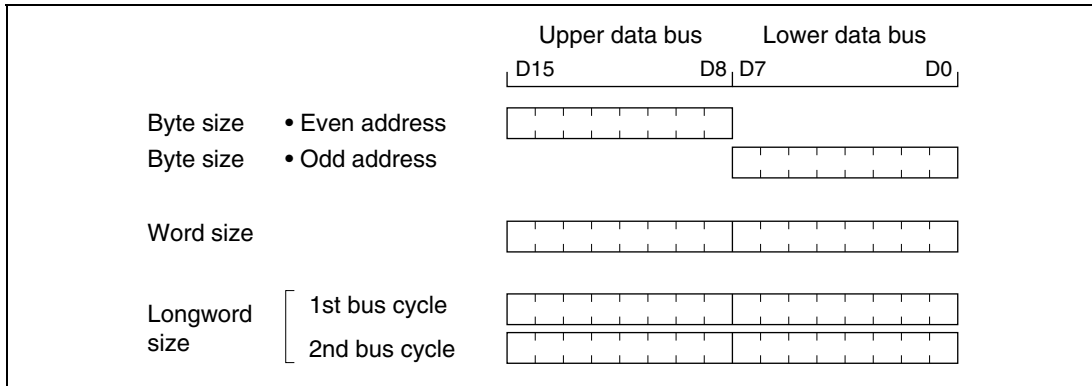 Upper data bus Lower data bus
D15 D8 D7 D0
Byte size • Even address
Byte size • Odd address
Word size
Longword size
1st bus cycle
2nd bus cycle